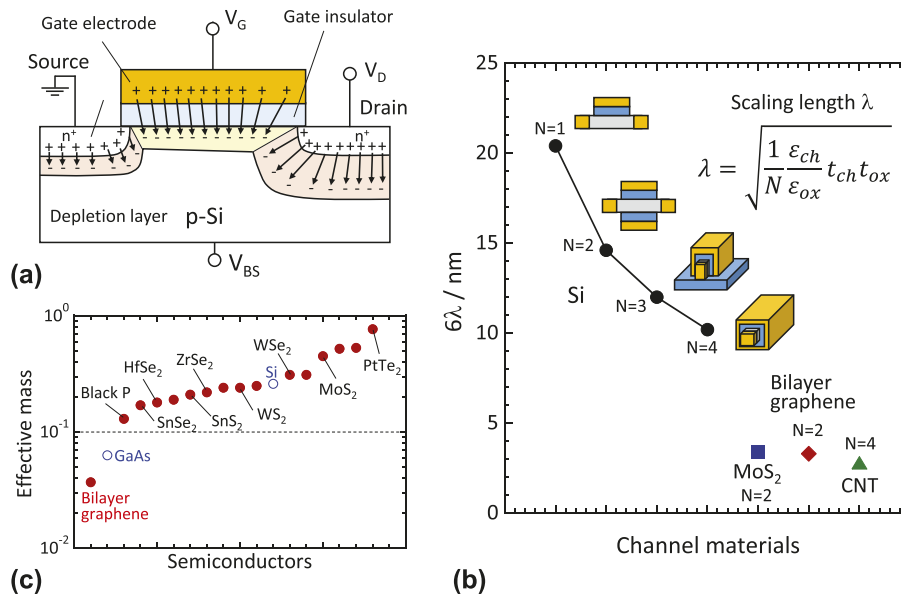 Gate electrode
V_G
Gate insulator
Source
V_D
Drain
n⁺
n⁺
Depletion layer
p-Si
V_BS
(a)
25
20
15
10
5
0
6λ / nm
Scaling length λ
λ = √(1/N ε_ch/ε_ox t_ch t_ox)
N=1
N=2
Si
N=3
N=4
Bilayer
graphene
N=2
N=4
MoS₂
CNT
N=2
Channel materials
(b)
10⁰
10⁻¹
10⁻²
Effective mass
WSe₂
ZrSe₂
HfSe₂
Si
PtTe₂
Black P
MoS₂
SnSe₂
SnS₂
WS₂
GaAs
Bilayer
graphene
Semiconductors
(c)